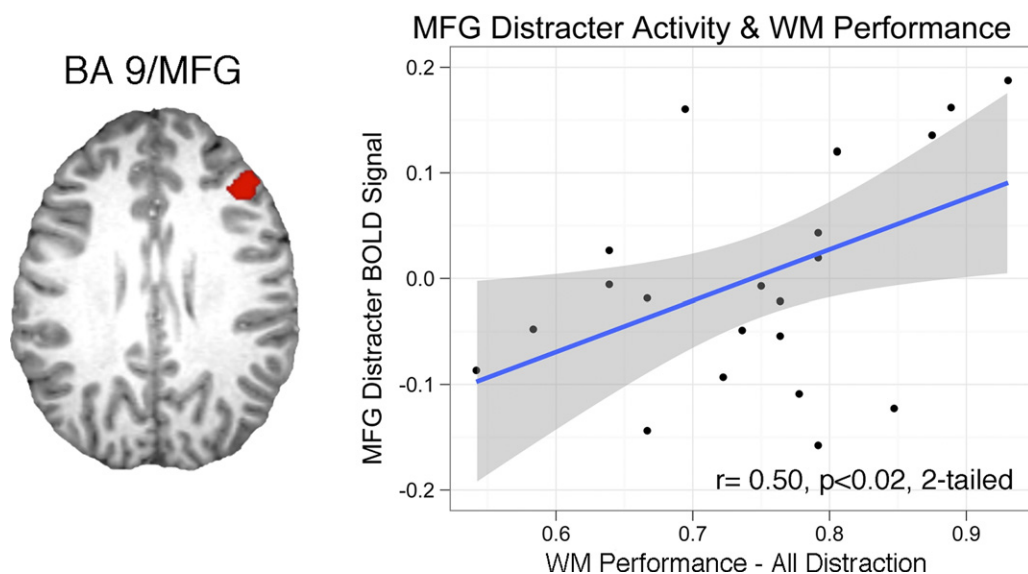 BA 9/MFG
MFG Distracter Activity & WM Performance
MFG Distracter BOLD Signal
0.2
0.1
0.0
-0.1
-0.2
r= 0.50, p<0.02, 2-tailed
0.6 0.7 0.8 0.9
WM Performance - All Distraction